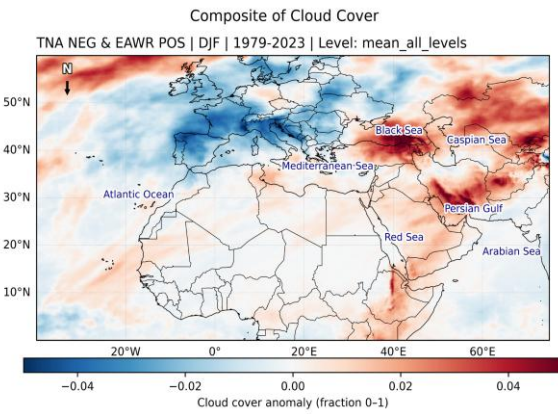 Composite of Cloud Cover
TNA NEG & EAWR POS | DJF | 1979-2023 | Level: mean_all_levels
N
50°N
40°N
30°N
20°N
10°N
Black Sea
Caspian Sea
Mediterranean Sea
Atlantic Ocean
Persian Gulf
Red Sea
Arabian Sea
20°W
0°
20°E
40°E
60°E
−0.04
−0.02
0.00
0.02
0.04
Cloud cover anomaly (fraction 0–1)